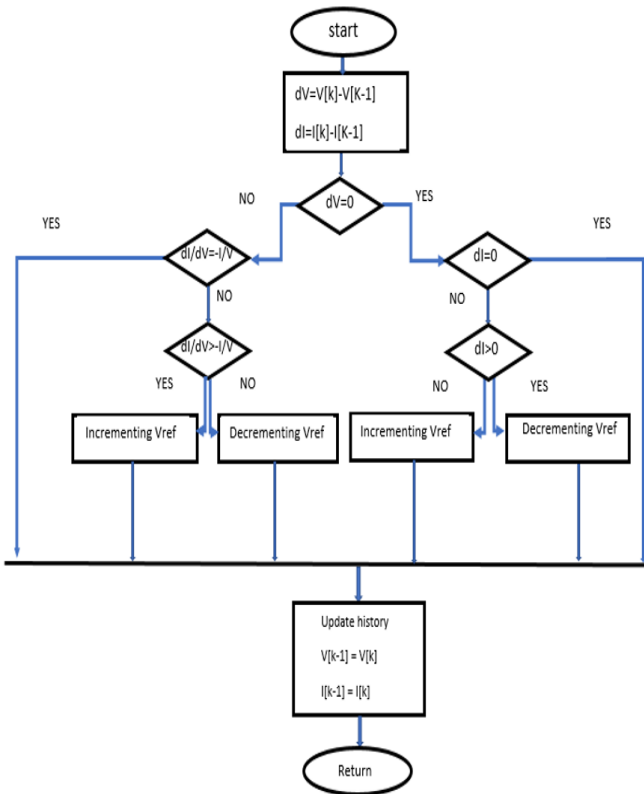 start
dV=V[k]-V[K-1]
dI=I[k]-I[K-1]
dV=0
NO
YES
YES
dI/dV=-I/V
NO
dI/dV>-I/V
YES
NO
Incrementing Vref
Decrementing Vref
dI=0
YES
NO
dI>0
NO
YES
Incrementing Vref
Decrementing Vref
Update history
V[k-1] = V[k]
I[k-1] = I[k]
Return